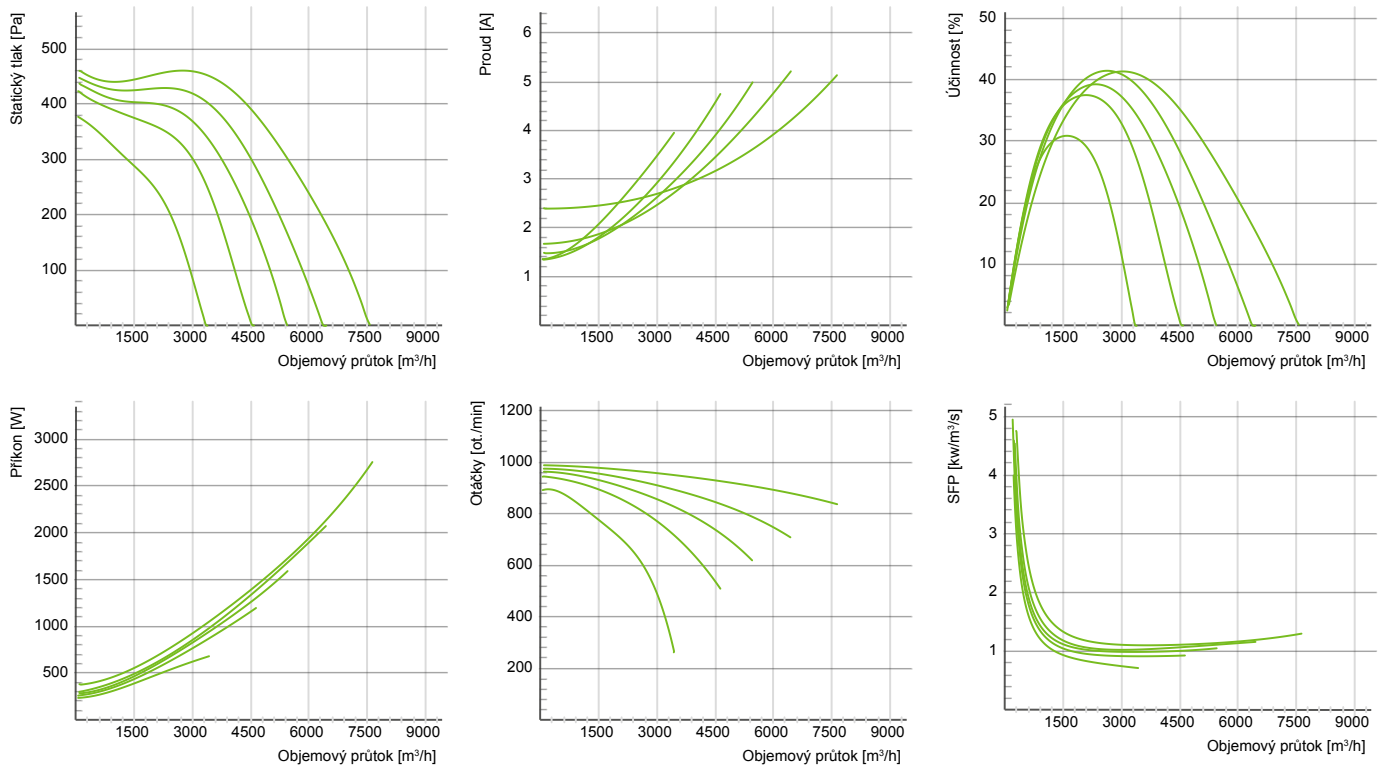 Statický tlak [Pa]
500
400
300
200
100
1500 3000 4500 6000 7500 9000
Objemový průtok [m³/h]
Proud [A]
6
5
4
3
2
1
1500 3000 4500 6000 7500 9000
Objemový průtok [m³/h]
Účinnost [%]
50
40
30
20
10
1500 3000 4500 6000 7500 9000
Objemový průtok [m³/h]
Příkon [W]
3000
2500
2000
1500
1000
500
1500 3000 4500 6000 7500 9000
Objemový průtok [m³/h]
Otáčky [ot./min]
1200
1000
800
600
400
200
1500 3000 4500 6000 7500 9000
Objemový průtok [m³/h]
SFP [kw/m³/s]
5
4
3
2
1
1500 3000 4500 6000 7500 9000
Objemový průtok [m³/h]